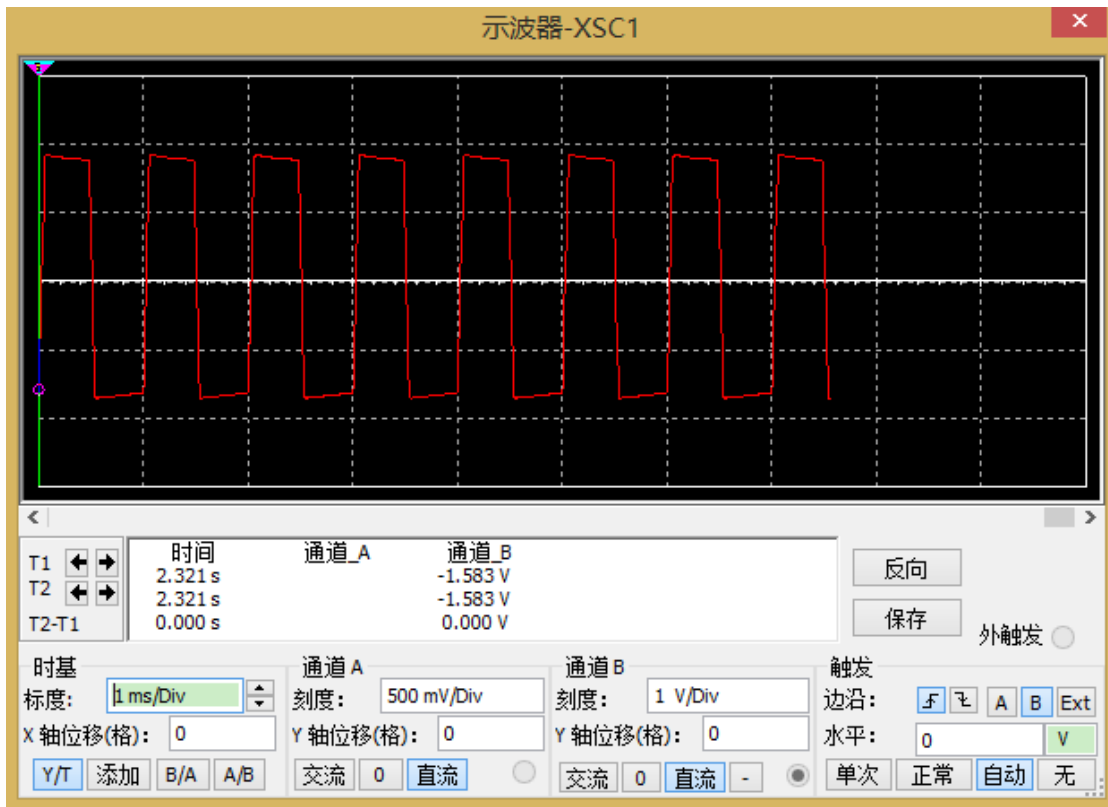 示波器-XSC1
时间 通道_A 通道_B
T1 2.321 s -1.583 V
T2 2.321 s -1.583 V
T2-T1 0.000 s 0.000 V
反向
保存
外触发
时基
标度: 1 ms/Div
X 轴位移(格): 0
Y/T 添加 B/A A/B
通道 A
刻度: 500 mV/Div
Y 轴位移(格): 0
交流 0 直流
通道 B
刻度: 1 V/Div
Y 轴位移(格): 0
交流 0 直流 -
触发
边沿: A B Ext
水平: 0 V
单次 正常 自动 无